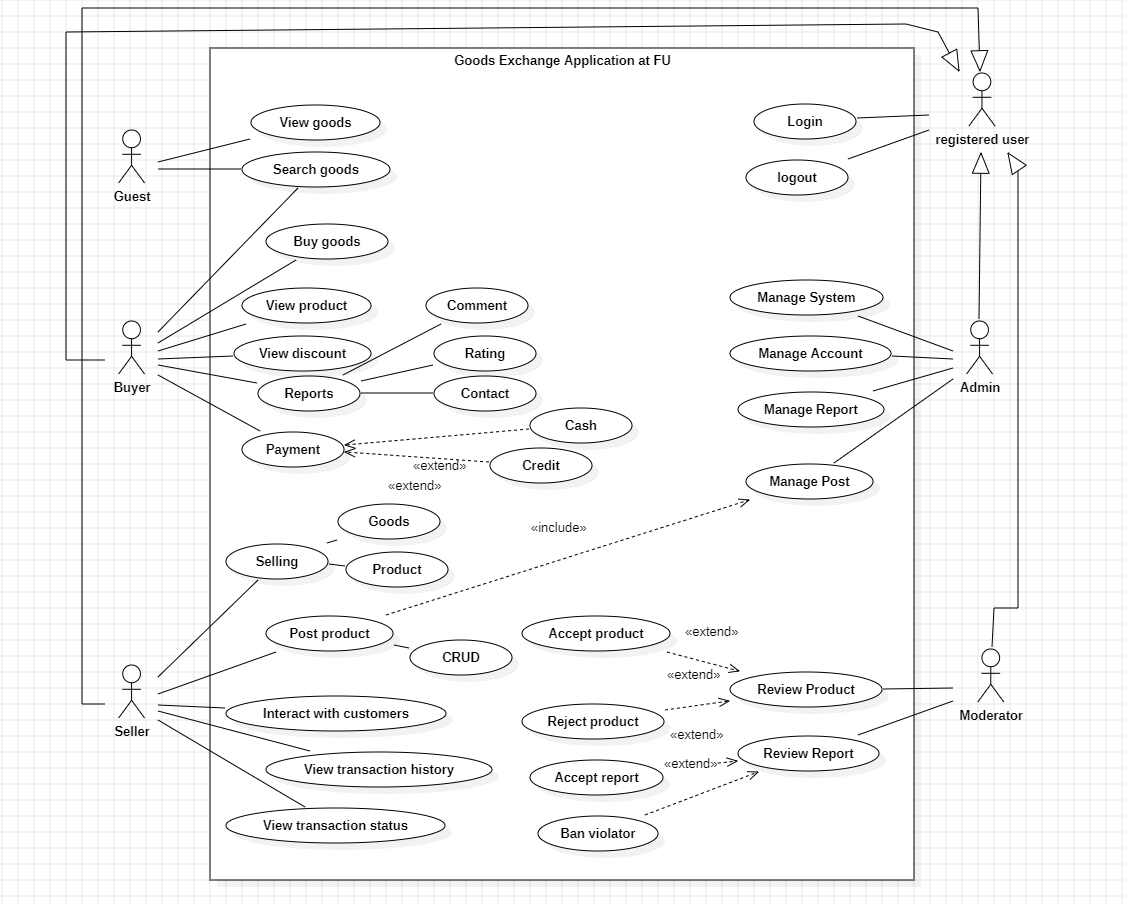 Goods Exchange Application at FU
View goods
Login
registered user
Search goods
logout
Guest
Buy goods
View product
Comment
Manage System
View discount
Rating
Manage Account
Buyer
Admin
Reports
Contact
Manage Report
Cash
Payment
Credit
«extend»
Manage Post
«extend»
Goods
«include»
Selling
Product
Post product
Accept product
«extend»
CRUD
«extend»
Review Product
Interact with customers
Reject product
Moderator
Seller
«extend»
Review Report
«extend»
View transaction history
Accept report
View transaction status
Ban violator